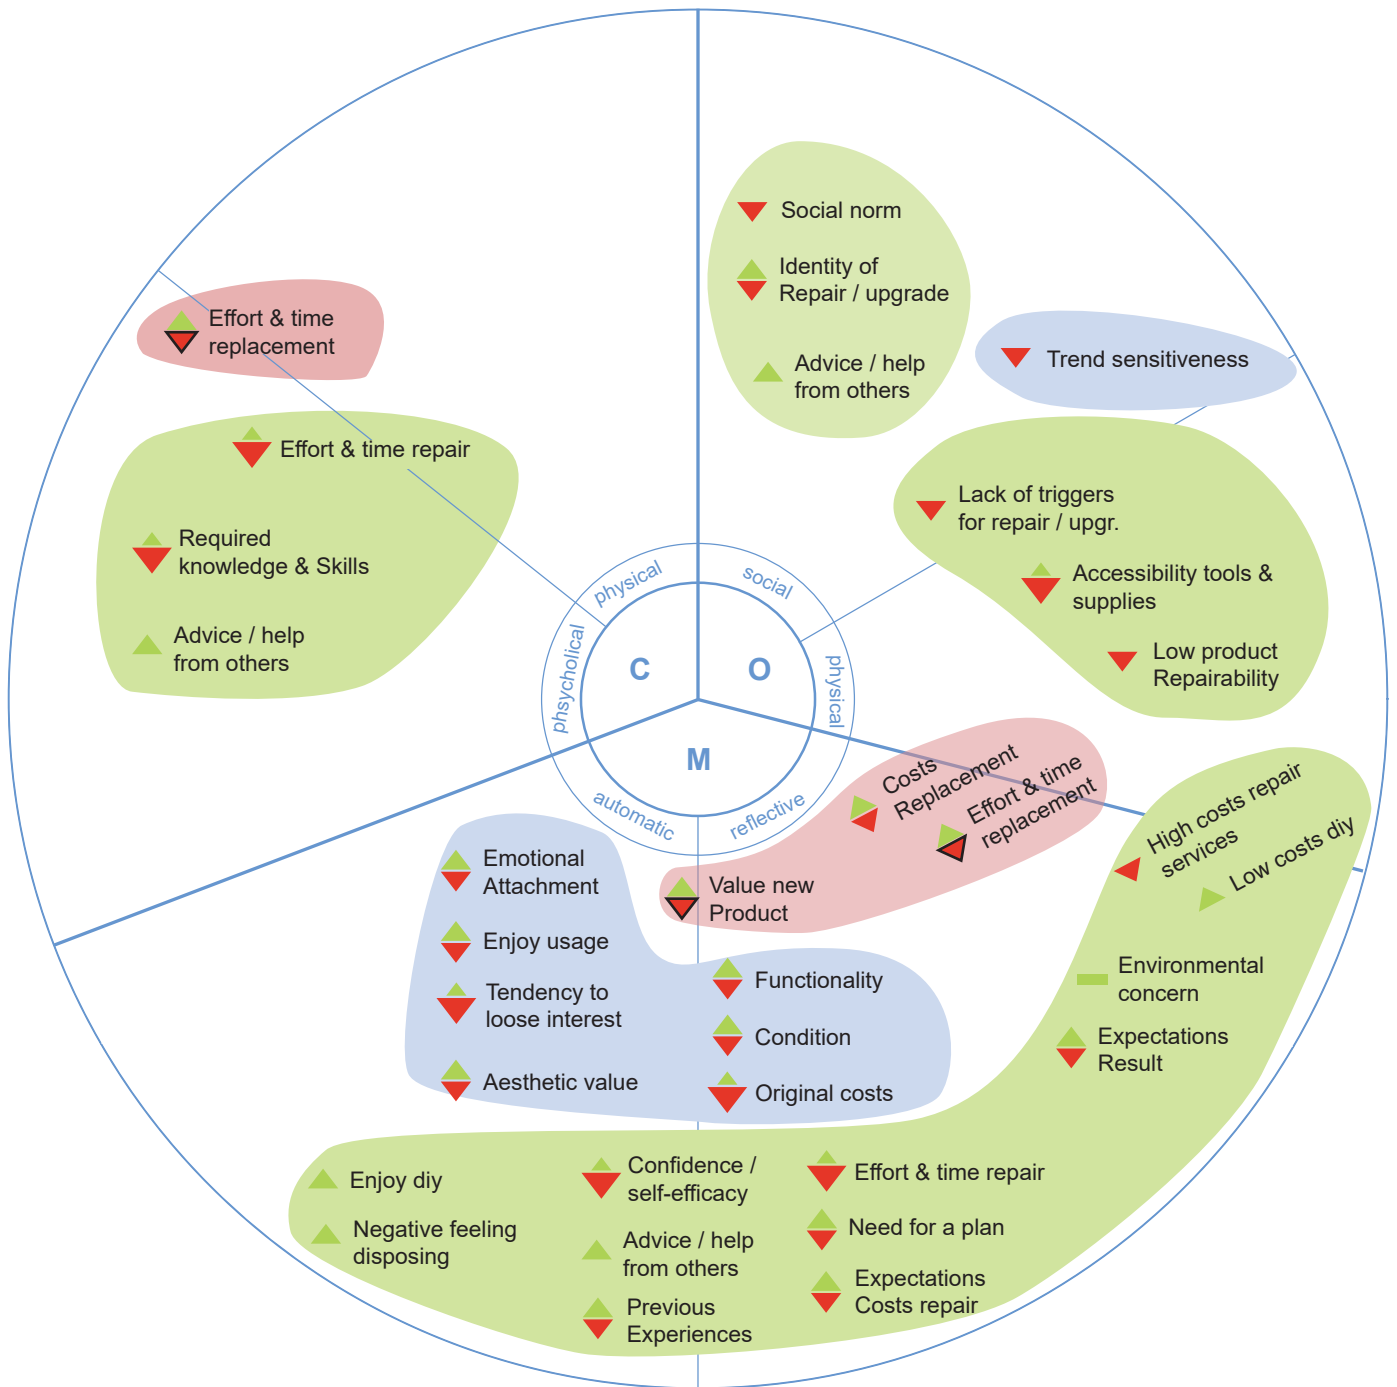 Social norm
Identity of
Repair / upgrade
Advice / help
from others
Trend sensitiveness
Lack of triggers
for repair / upgr.
Accessibility tools &
supplies
Low product
Repairability
Effort & time
replacement
Effort & time repair
Required
knowledge & Skills
Advice / help
from others
physical
social
phsycholical
physical
automatic
reflective
C
O
M
Costs
Replacement
Effort & time
replacement
Value new
Product
High costs repair
services
Low costs diy
Environmental
concern
Expectations
Result
Emotional
Attachment
Enjoy usage
Tendency to
loose interest
Aesthetic value
Functionality
Condition
Original costs
Enjoy diy
Negative feeling
disposing
Confidence /
self-efficacy
Advice / help
from others
Previous
Experiences
Effort & time repair
Need for a plan
Expectations
Costs repair